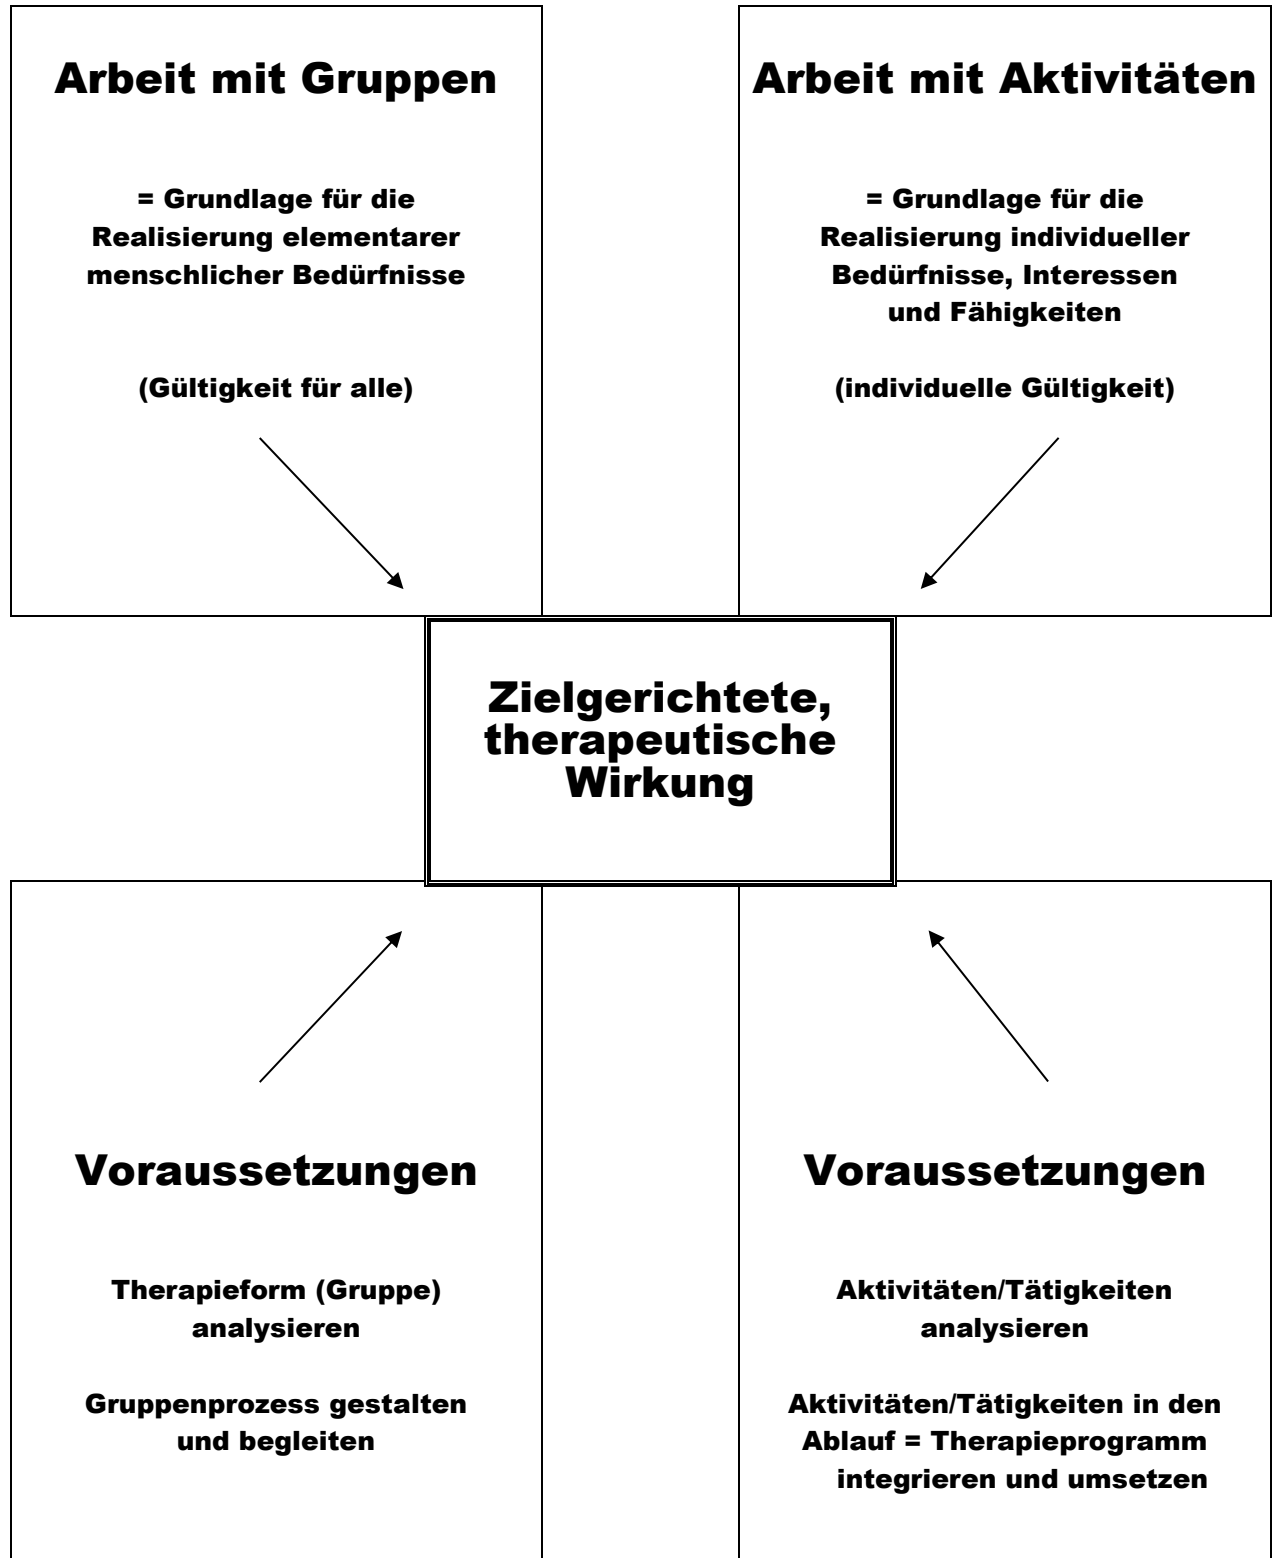 Arbeit mit Gruppen
= Grundlage für die
Realisierung elementarer
menschlicher Bedürfnisse
(Gültigkeit für alle)
Arbeit mit Aktivitäten
= Grundlage für die
Realisierung individueller
Bedürfnisse, Interessen
und Fähigkeiten
(individuelle Gültigkeit)
Zielgerichtete,
therapeutische
Wirkung
Voraussetzungen
Therapieform (Gruppe)
analysieren
Gruppenprozess gestalten
und begleiten
Voraussetzungen
Aktivitäten/Tätigkeiten
analysieren
Aktivitäten/Tätigkeiten in den
Ablauf = Therapieprogramm
integrieren und umsetzen